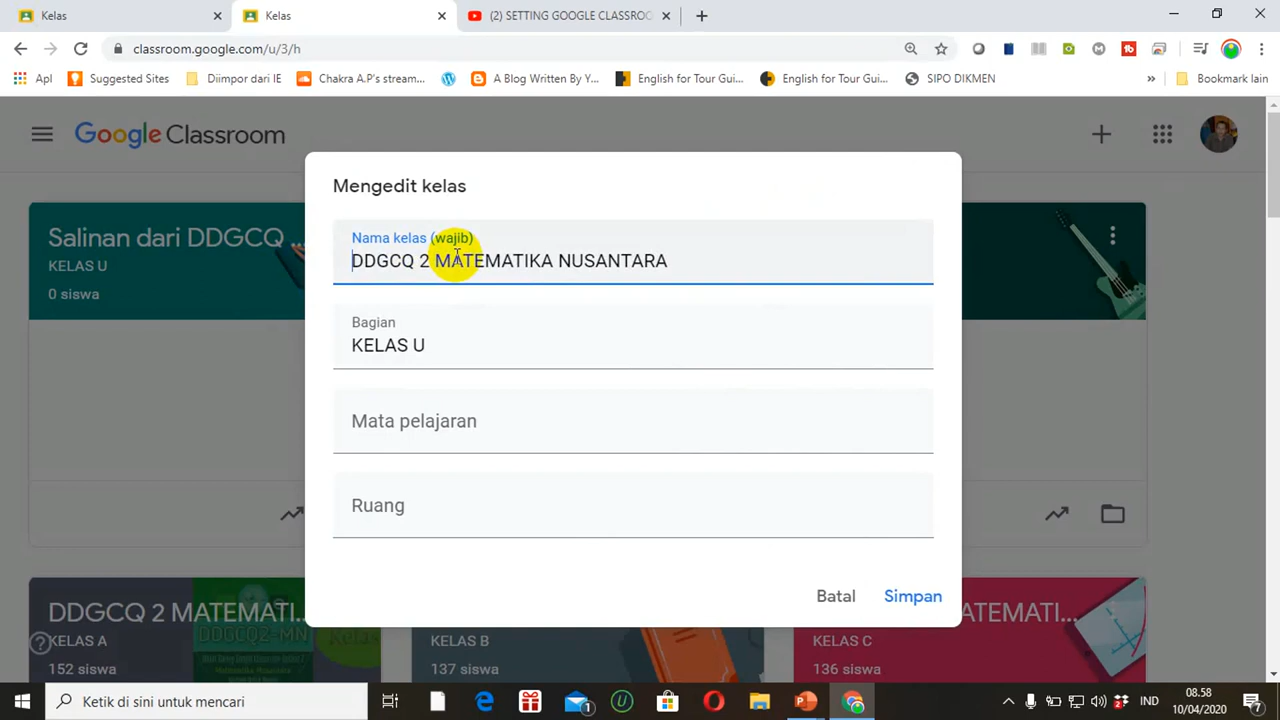 Kelas
Kelas
(2) SETTING GOOGLE CLASSROO
classroom.google.com/u/3/h
Apl
Suggested Sites
Diimpor dari IE
Chakra A.P's stream...
A Blog Written By Y...
English for Tour Gui...
English for Tour Gui...
SIPO DIKMEN
»
Bookmark lain
Google Classroom
Mengedit kelas
Nama kelas (wajib)
DDGCQ 2 MATEMATIKA NUSANTARA
Bagian
KELAS U
Mata pelajaran
Ruang
Batal
Simpan
Salinan dari DDGCQ ...
KELAS U
0 siswa
DDGCQ 2 MATEMATI...
KELAS A
152 siswa
KELAS B
137 siswa
MATEMATI...
KELAS C
136 siswa
Ketik di sini untuk mencari
1
IND
08.58
10/04/2020
7